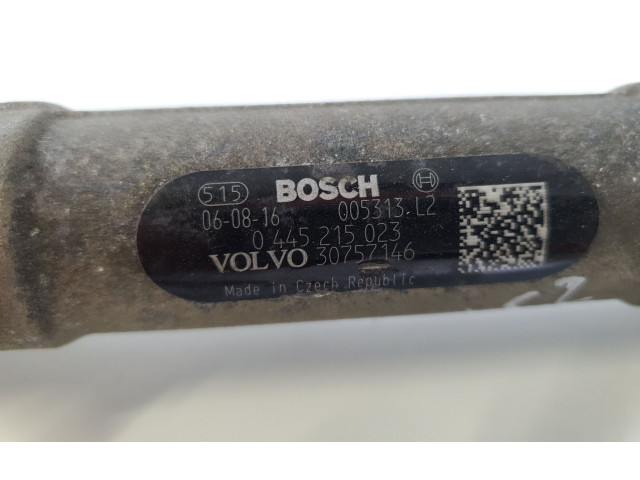 515 BOSCH
06-08-16 005313.L2
0 445 215 023
VOLVO 30757146
Made in Czech Republic